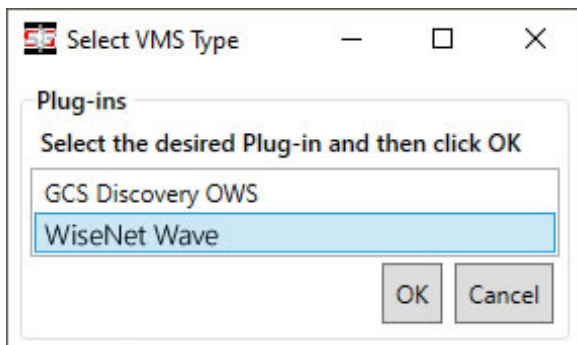 Select VMS Type
Plug-ins
Select the desired Plug-in and then click OK
GCS Discovery OWS
WiseNet Wave
OK Cancel